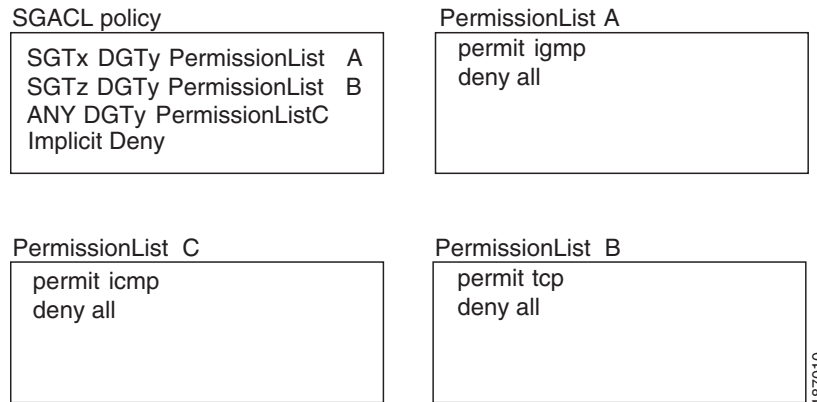 SGACL policy
SGTx DGTy PermissionList A
SGTz DGTy PermissionList B
ANY DGTy PermissionListC
Implicit Deny
PermissionList A
permit igmp
deny all
PermissionList C
permit icmp
deny all
PermissionList B
permit tcp
deny all